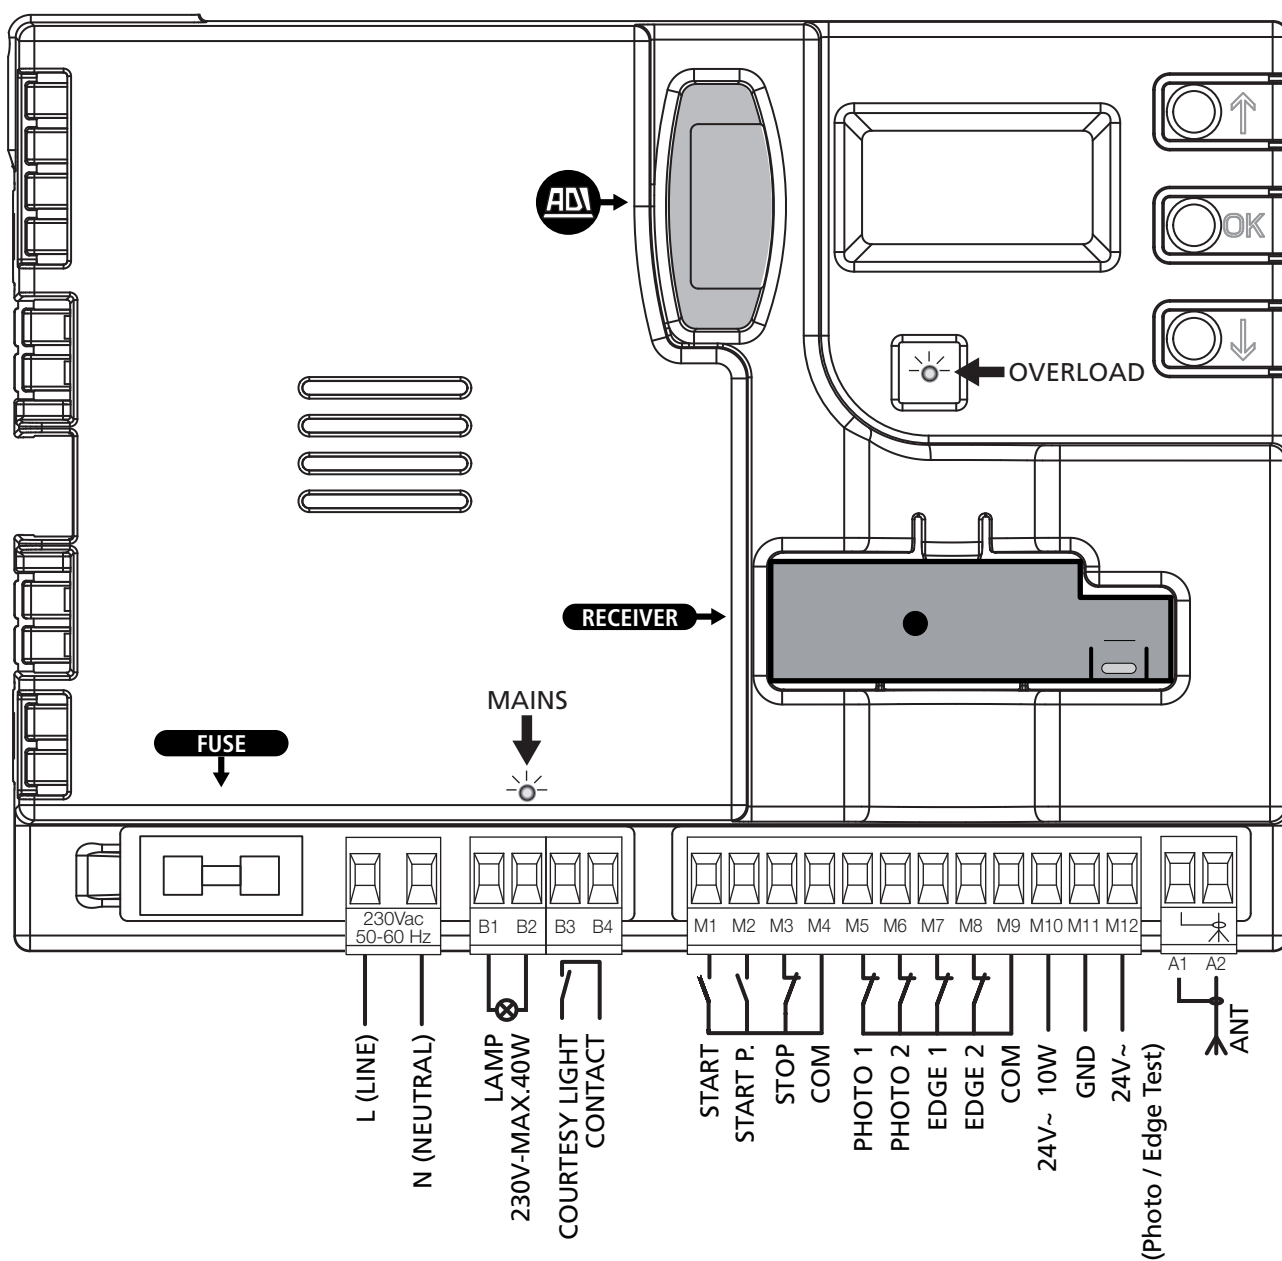 ADI
OK
OVERLOAD
RECEIVER
MAINS
FUSE
230Vac
50-60 Hz
B1 B2 B3 B4
M1 M2 M3 M4 M5 M6 M7 M8 M9 M10 M11 M12
A1 A2
L (LINE)
N (NEUTRAL)
LAMP
230V-MAX.40W
COURTESY LIGHT
CONTACT
START
START P.
STOP
COM
PHOTO 1
PHOTO 2
EDGE 1
EDGE 2
COM
24V~ 10W
GND
24V~
(Photo / Edge Test)
ANT